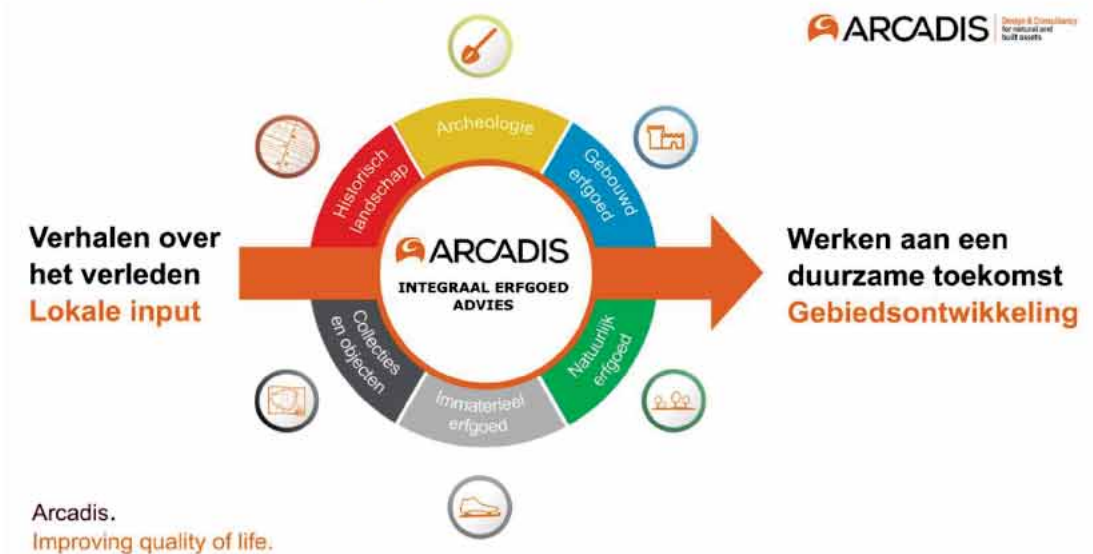 ARCADIS
Design & Consultancy
for natural and
built assets
Archeologie
Historisch
landschap
Gebouwd
erfgoed
Verhalen over
het verleden
Lokale input
ARCADIS
INTEGRAAL ERFGOED
ADVIES
Werken aan een
duurzame toekomst
Gebiedsontwikkeling
Collecties
en objecten
Natuurlijk
erfgoed
Immaterieel
erfgoed
Arcadis.
Improving quality of life.